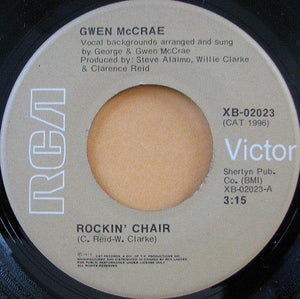 GWEN McCRAE
Vocal backgrounds arranged and sung
by George & Gwen McCrae
Produced by: Steve Alaimo, Willie Clarke
& Clarence Reid
RCA
XB-02023
(CAT 1996)
Victor
Sherlyn Pub.
Co. (BMI)
XB-02023-A
3:15
ROCKIN' CHAIR
(C. Reid-W. Clarke)